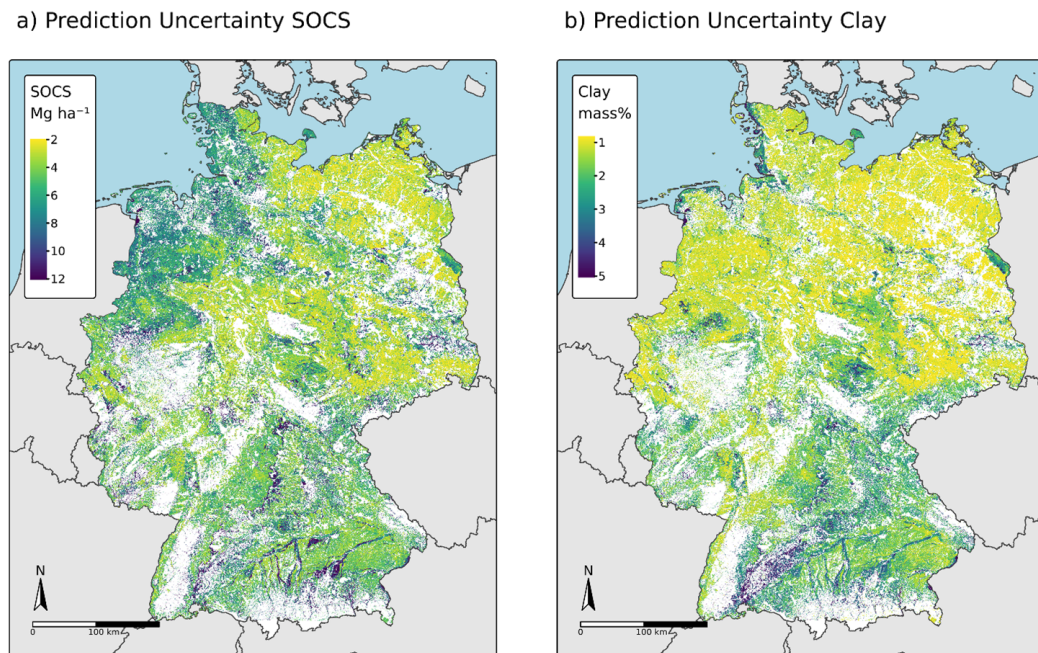 a) Prediction Uncertainty SOCS
b) Prediction Uncertainty Clay
SOCS
Mg ha⁻¹
2
4
6
8
10
12
N
0
100 km
Clay
mass%
1
2
3
4
5
N
0
100 km